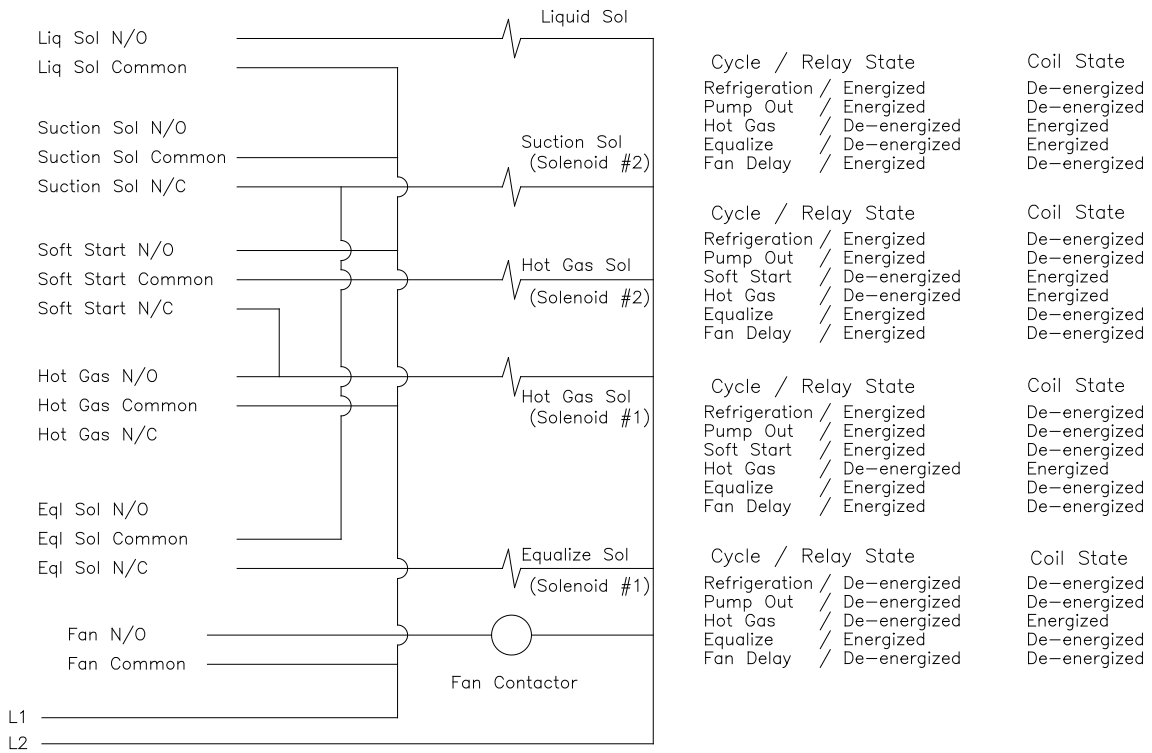 Liquid Sol
Liq Sol N/O
Liq Sol Common
Suction Sol N/O
Suction Sol Common
Suction Sol N/C
Suction Sol
(Solenoid #2)
Soft Start N/O
Soft Start Common
Soft Start N/C
Hot Gas Sol
(Solenoid #2)
Hot Gas N/O
Hot Gas Common
Hot Gas N/C
Hot Gas Sol
(Solenoid #1)
Eql Sol N/O
Eql Sol Common
Eql Sol N/C
Equalize Sol
(Solenoid #1)
Fan N/O
Fan Common
Fan Contactor
L1
L2
Cycle / Relay State Coil State
Refrigeration / Energized De-energized
Pump Out / Energized De-energized
Hot Gas / De-energized Energized
Equalize / De-energized Energized
Fan Delay / Energized De-energized
Cycle / Relay State Coil State
Refrigeration / Energized De-energized
Pump Out / Energized De-energized
Soft Start / De-energized Energized
Hot Gas / De-energized Energized
Equalize / Energized De-energized
Fan Delay / Energized De-energized
Cycle / Relay State Coil State
Refrigeration / Energized De-energized
Pump Out / Energized De-energized
Soft Start / Energized De-energized
Hot Gas / De-energized Energized
Equalize / Energized De-energized
Fan Delay / Energized De-energized
Cycle / Relay State Coil State
Refrigeration / De-energized De-energized
Pump Out / De-energized De-energized
Hot Gas / De-energized Energized
Equalize / Energized De-energized
Fan Delay / De-energized De-energized